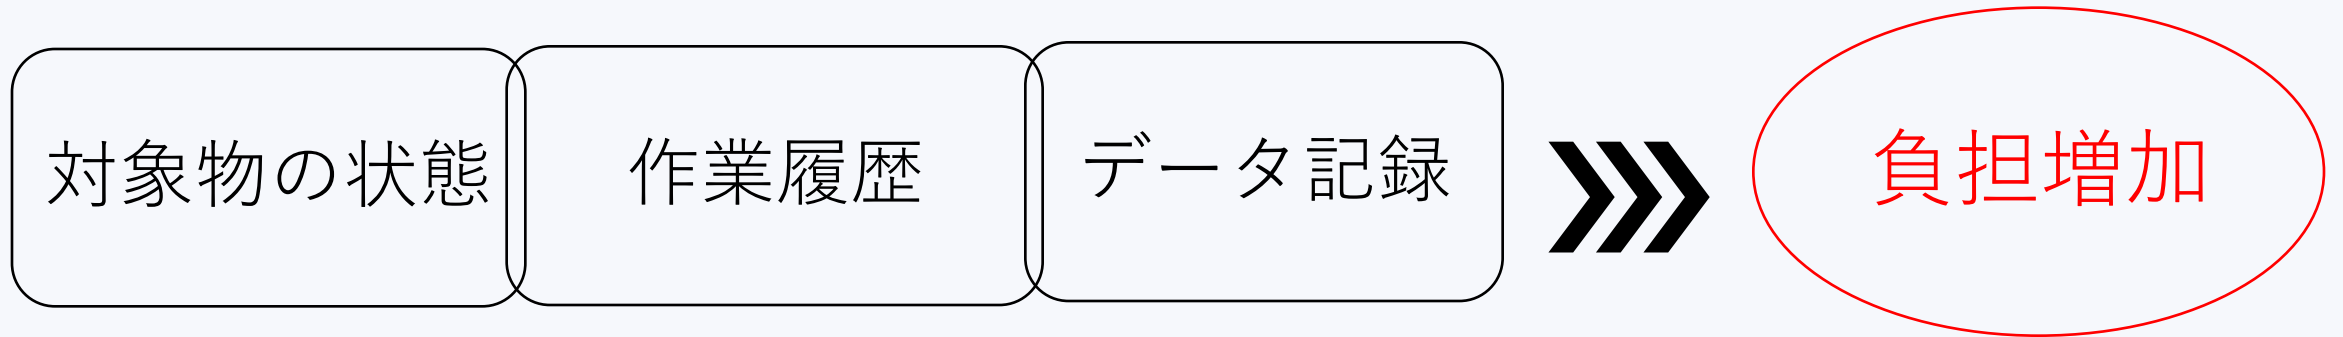 対象物の状態
作業履歴
データ記録
負担増加